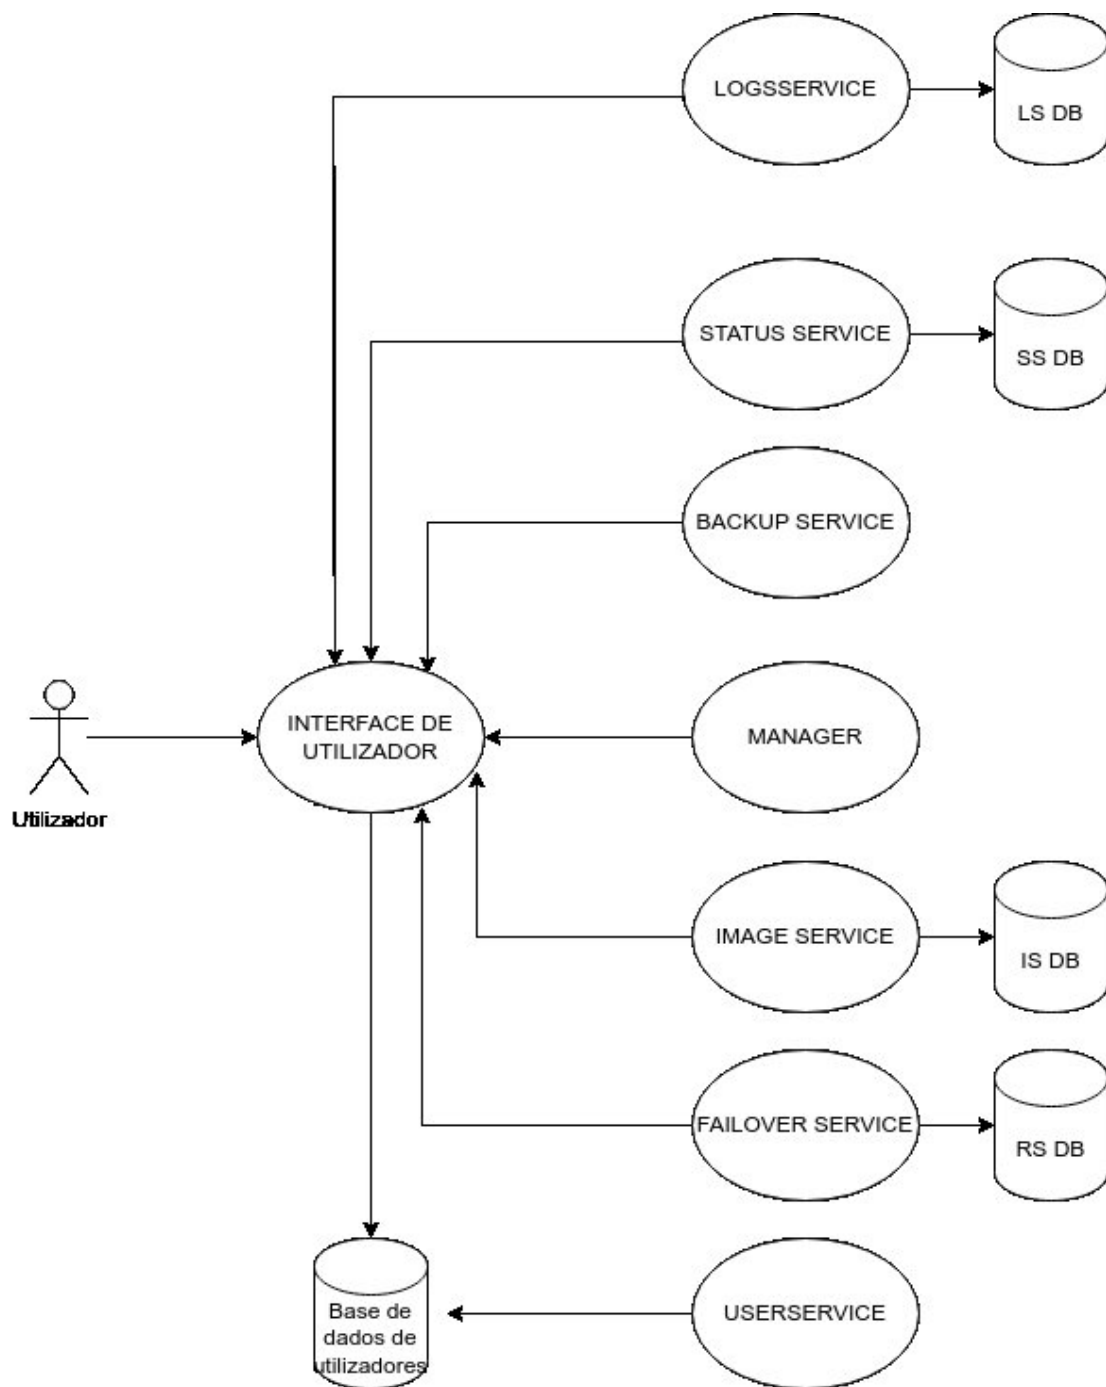 LOGSSERVICE
LS DB
STATUS SERVICE
SS DB
BACKUP SERVICE
INTERFACE DE
UTILIZADOR
MANAGER
Utilizador
IMAGE SERVICE
IS DB
FAILOVER SERVICE
RS DB
Base de
dados de
utilizadores
USERSERVICE